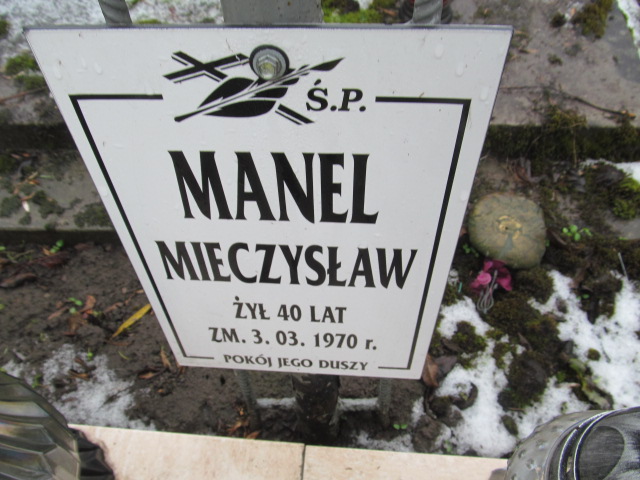 Ś.P.
MANEL
MIECZYSŁAW
ŻYŁ 40 LAT
ZM. 3. 03. 1970 r.
POKÓJ JEGO DUSZY